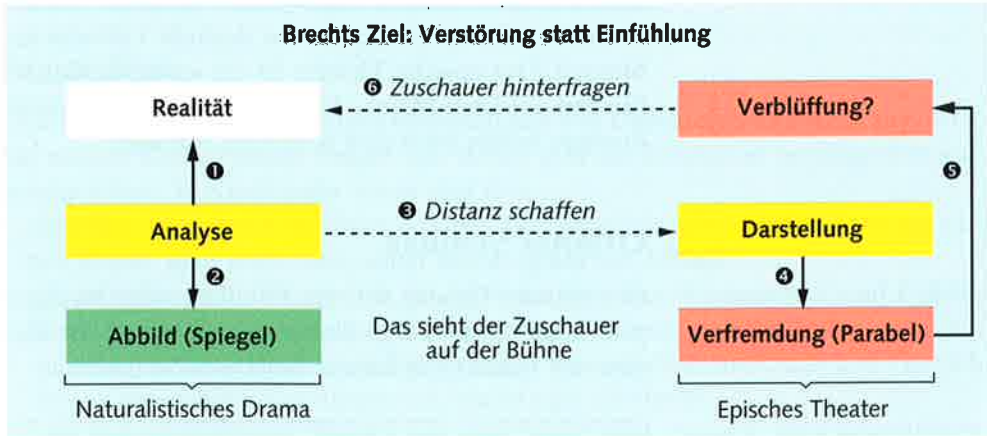 Brechts Ziel: Verstörung statt Einfühlung
Realität
❻ Zuschauer hinterfragen
Verblüffung?
❶
❺
Analyse
❸ Distanz schaffen
Darstellung
❷
❹
Abbild (Spiegel)
Das sieht der Zuschauer
auf der Bühne
Verfremdung (Parabel)
Naturalistisches Drama
Episches Theater